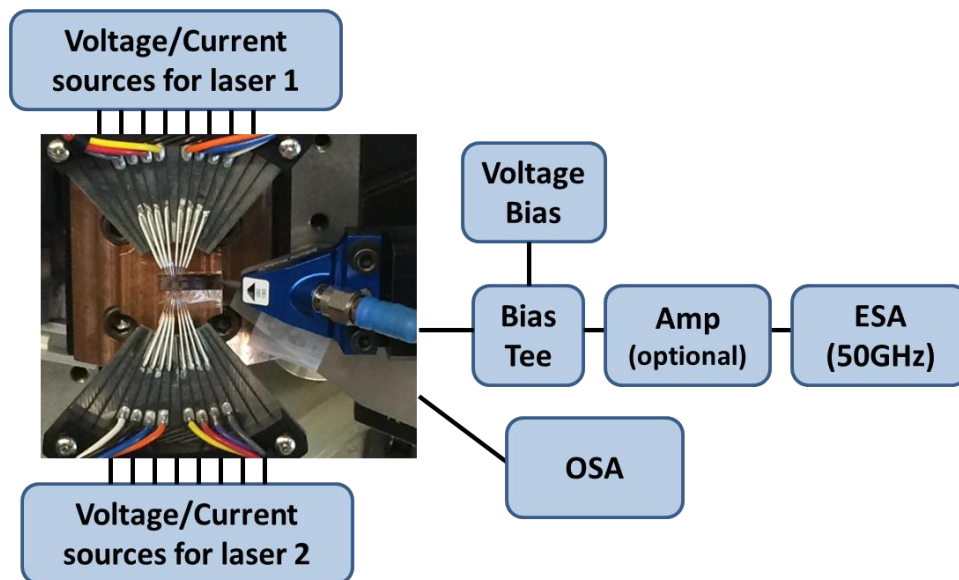 Voltage/Current
sources for laser 1
Voltage
Bias
Bias
Tee
Amp
(optional)
ESA
(50GHz)
OSA
Voltage/Current
sources for laser 2